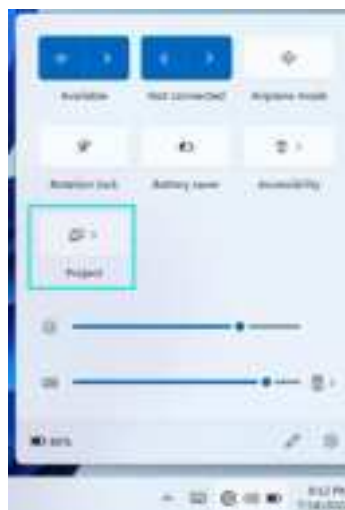 Available
Not connected
Airplane mode
Rotation lock
Battery saver
Accessibility
Project